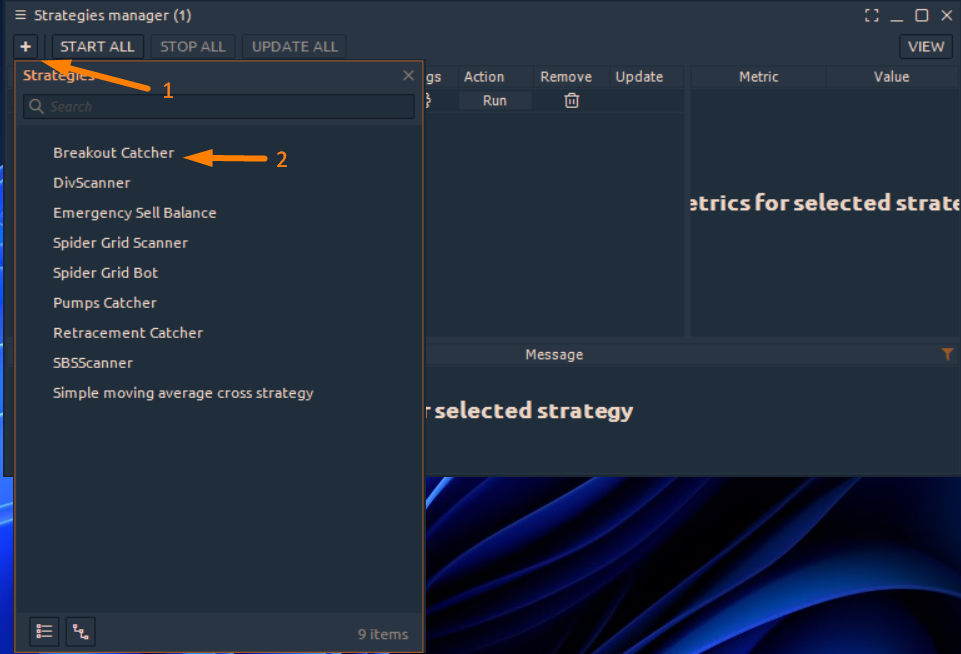 Strategies manager (1)
+ START ALL STOP ALL UPDATE ALL VIEW
Strategies
1
gs Action Remove Update Metric Value
Search
Run
Breakout Catcher
2
DivScanner
Emergency Sell Balance
etrics for selected strate
Spider Grid Scanner
Spider Grid Bot
Pumps Catcher
Retracement Catcher
Message
SBSScanner
Simple moving average cross strategy
r selected strategy
9 items